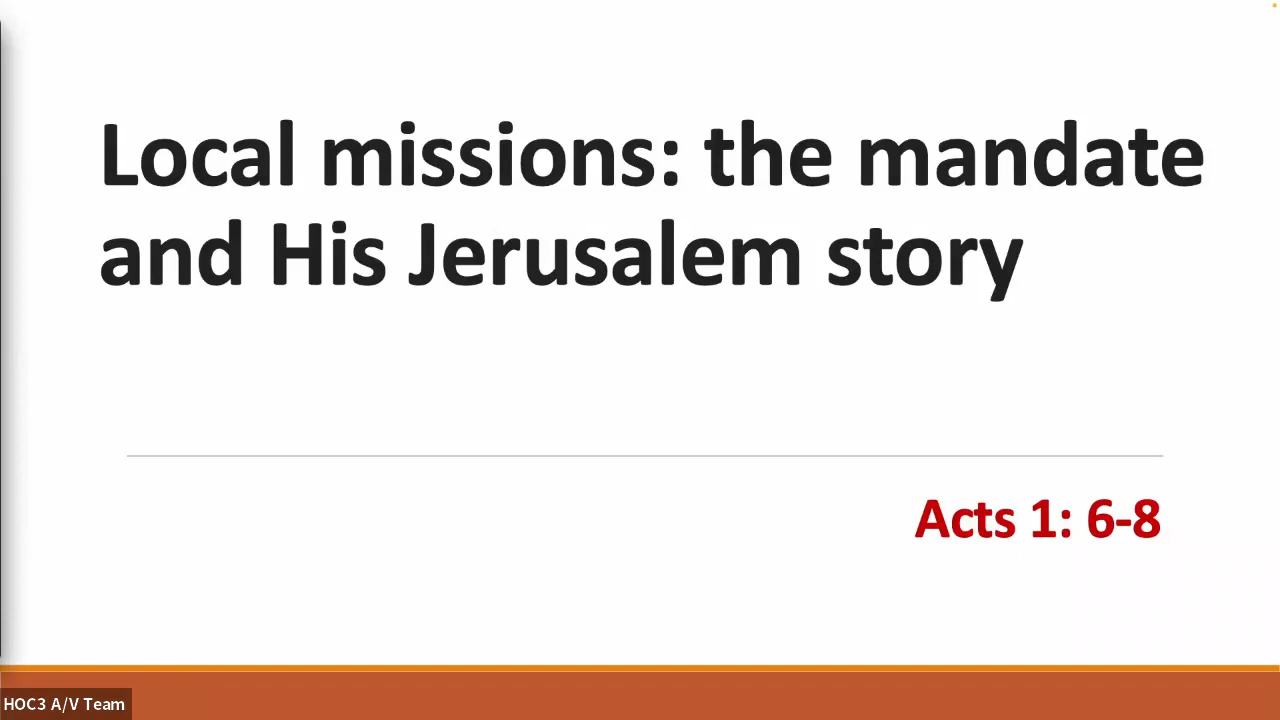 Local missions: the mandate
and His Jerusalem story
Acts 1: 6-8
HOC3 A/V Team